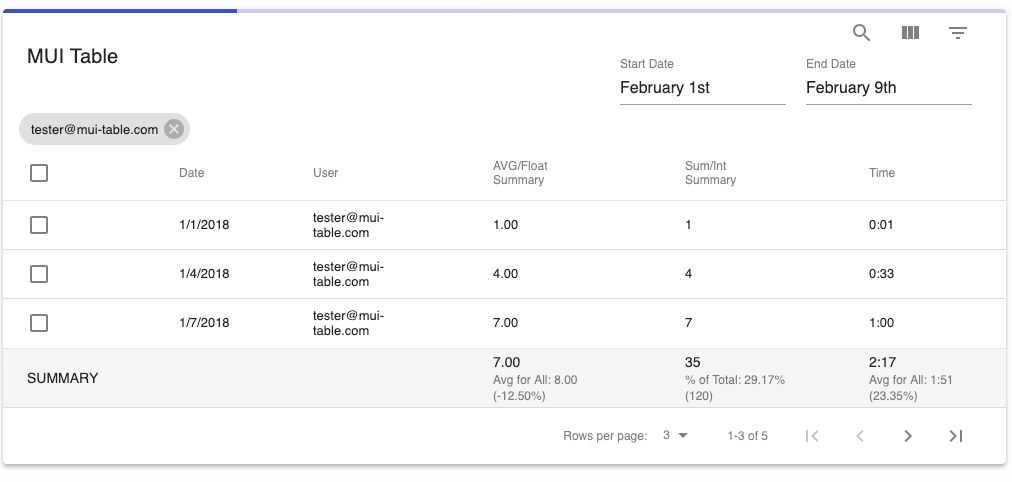 MUI Table
Start Date
February 1st
End Date
February 9th
tester@mui-table.com
Date
User
AVG/Float
Summary
Sum/Int
Summary
Time
1/1/2018
tester@mui-
table.com
1.00
1
0:01
1/4/2018
tester@mui-
table.com
4.00
4
0:33
1/7/2018
tester@mui-
table.com
7.00
7
1:00
SUMMARY
7.00
Avg for All: 8.00
(-12.50%)
35
% of Total: 29.17%
(120)
2:17
Avg for All: 1:51
(23.35%)
Rows per page:
3
1-3 of 5